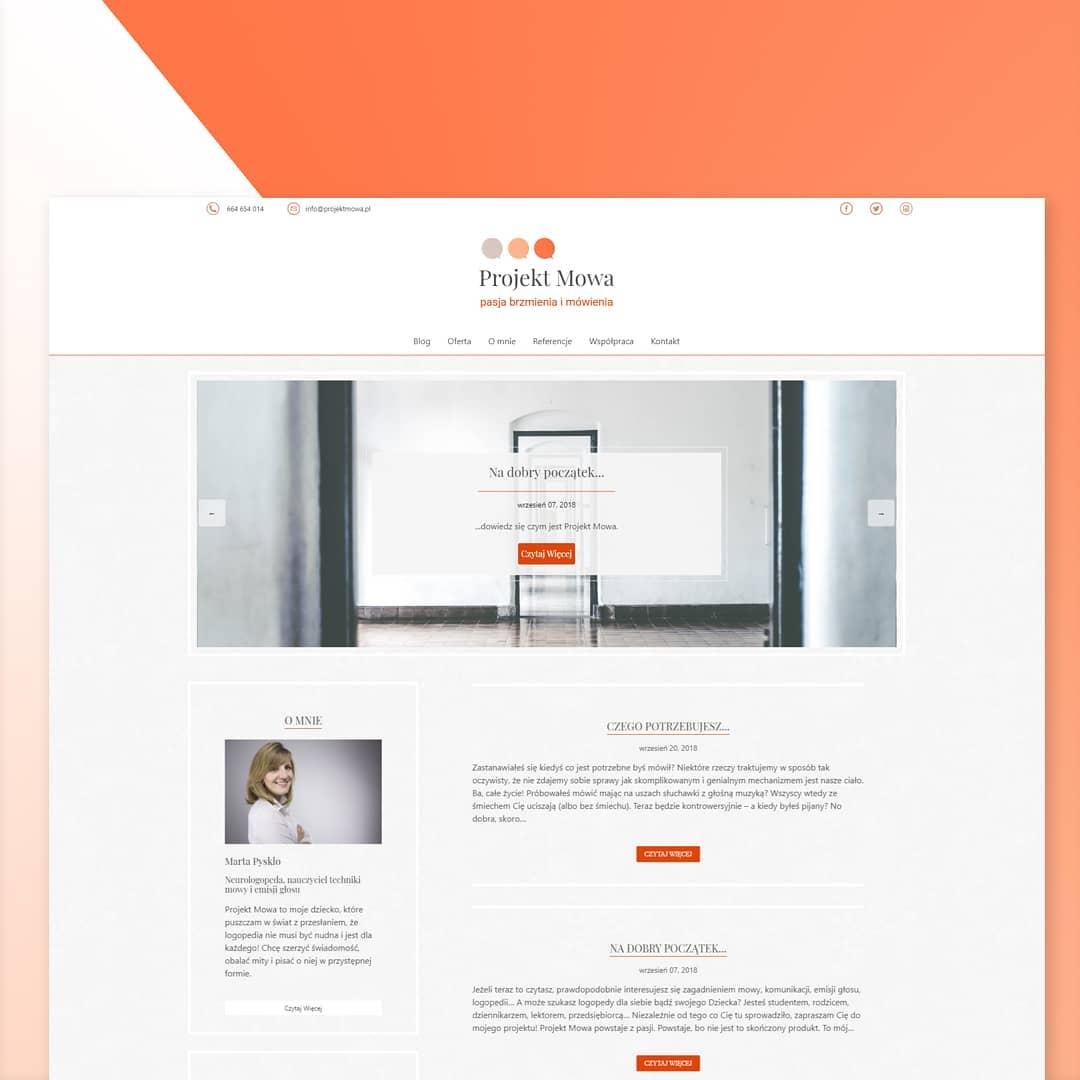 664 654 014
info@projektmowa.pl
Projekt Mowa
pasja brzmienia i mówienia
Blog Oferta O mnie Referencje Współpraca Kontakt
Na dobry początek...
wrzesień 07, 2018
...dowiedz się czym jest Projekt Mowa.
Czytaj Więcej
←
→
O MNIE
Marta Pyskło
Neurologopeda, nauczyciel techniki
mowy i emisji głosu
Projekt Mowa to moje dziecko, które
puszczam w świat z przesłaniem, że
logopedia nie musi być nudna i jest dla
każdego! Chcę szerzyć świadomość,
obalać mity i pisać o niej w przystępnej
formie.
Czytaj Więcej
CZEGO POTRZEBUJESZ...
wrzesień 20, 2018
Zastanawiałeś się kiedyś co jest potrzebne byś mówił? Niektóre rzeczy traktujemy w sposób tak
oczywisty, że nie zdajemy sobie sprawy jak skomplikowanym i genialnym mechanizmem jest nasze ciało.
Ba, całe życie! Próbowałeś mówić mając na uszach słuchawki z głośną muzyką? Wszyscy wtedy ze
śmiechem Cię uciszają (albo bez śmiechu). Teraz będzie kontrowersyjnie – a kiedy byłeś pijany? No
dobra, skoro...
CZYTAJ WIĘCEJ
NA DOBRY POCZĄTEK...
wrzesień 07, 2018
Jeżeli teraz to czytasz, prawdopodobnie interesujesz się zagadnieniem mowy, komunikacji, emisji głosu,
logopedii... A może szukasz logopedy dla siebie bądź swojego Dziecka? Jesteś studentem, rodzicem,
dziennikarzem, lektorem, przedsiębiorcą... Niezależnie od tego co Cię tu sprowadziło, zapraszam Cię do
mojego projektu! Projekt Mowa powstaje z pasji. Powstaje, bo nie jest to skończony produkt. To mój...
CZYTAJ WIĘCEJ